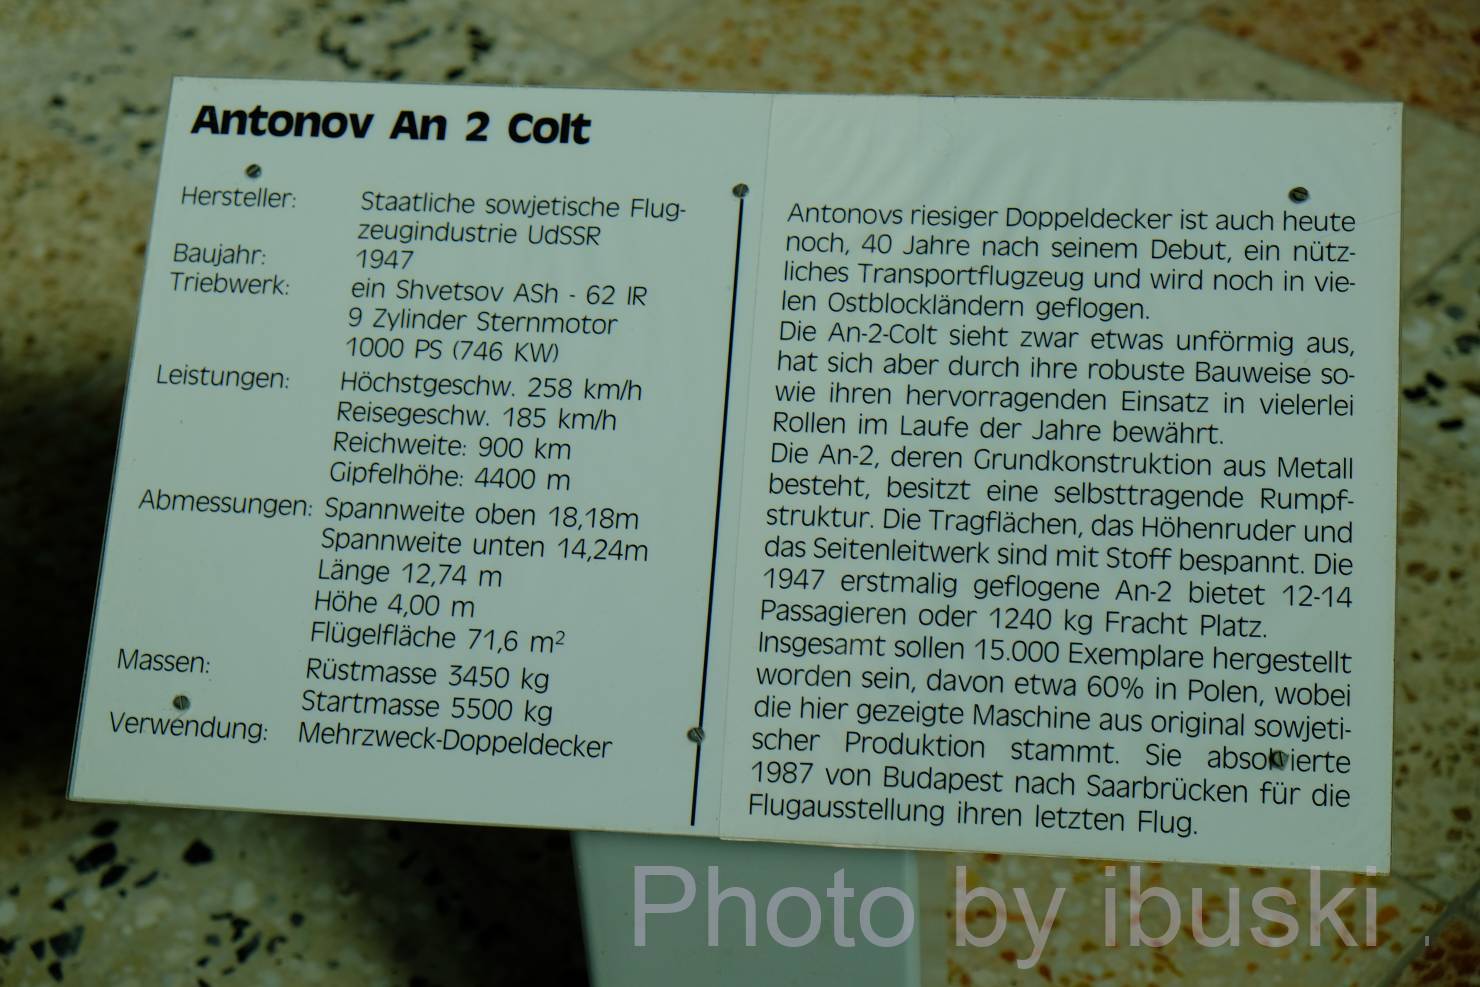 Antonov An 2 Colt
Hersteller: Staatliche sowjetische Flug-
zeugindustrie UdSSR
Baujahr: 1947
Triebwerk: ein Shvetsov ASh - 62 IR
9 Zylinder Sternmotor
1000 PS (746 KW)
Leistungen: Höchstgeschw. 258 km/h
Reisegeschw. 185 km/h
Reichweite: 900 km
Gipfelhöhe: 4400 m
Abmessungen: Spannweite oben 18,18m
Spannweite unten 14,24m
Länge 12,74 m
Höhe 4,00 m
Flügelfläche 71,6 m²
Massen: Rüstmasse 3450 kg
Startmasse 5500 kg
Verwendung: Mehrzweck-Doppeldecker
Antonovs riesiger Doppeldecker ist auch heute
noch, 40 Jahre nach seinem Debut, ein nütz-
liches Transportflugzeug und wird noch in vie-
len Ostblockländern geflogen.
Die An-2-Colt sieht zwar etwas unförmig aus,
hat sich aber durch ihre robuste Bauweise so-
wie ihren hervorragenden Einsatz in vielerlei
Rollen im Laufe der Jahre bewährt.
Die An-2, deren Grundkonstruktion aus Metall
besteht, besitzt eine selbsttragende Rumpf-
struktur. Die Tragflächen, das Höhenruder und
das Seitenleitwerk sind mit Stoff bespannt. Die
1947 erstmalig geflogene An-2 bietet 12-14
Passagieren oder 1240 kg Fracht Platz.
Insgesamt sollen 15.000 Exemplare hergestellt
worden sein, davon etwa 60% in Polen, wobei
die hier gezeigte Maschine aus original sowjeti-
scher Produktion stammt. Sie absolvierte
1987 von Budapest nach Saarbrücken für die
Flugausstellung ihren letzten Flug.
Photo by ibuski .